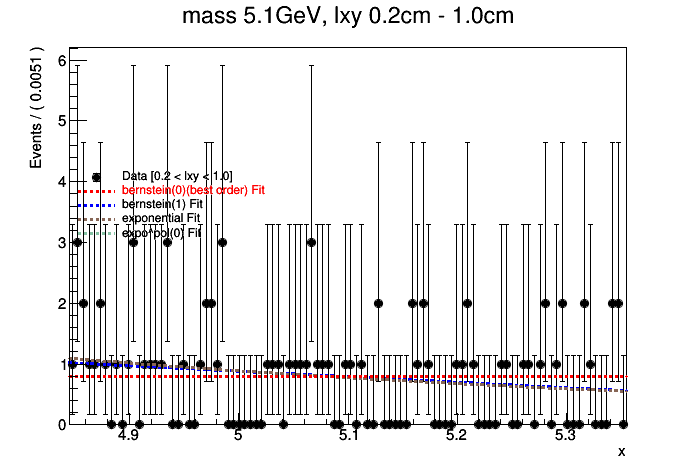 mass 5.1GeV, lxy 0.2cm - 1.0cm
Events / ( 0.0051 )
6
5
4
3
2
1
0
Data [0.2 < lxy < 1.0]
bernstein(0)(best order) Fit
bernstein(1) Fit
exponential Fit
expo*pol(0) Fit
4.9
5
5.1
5.2
5.3
x